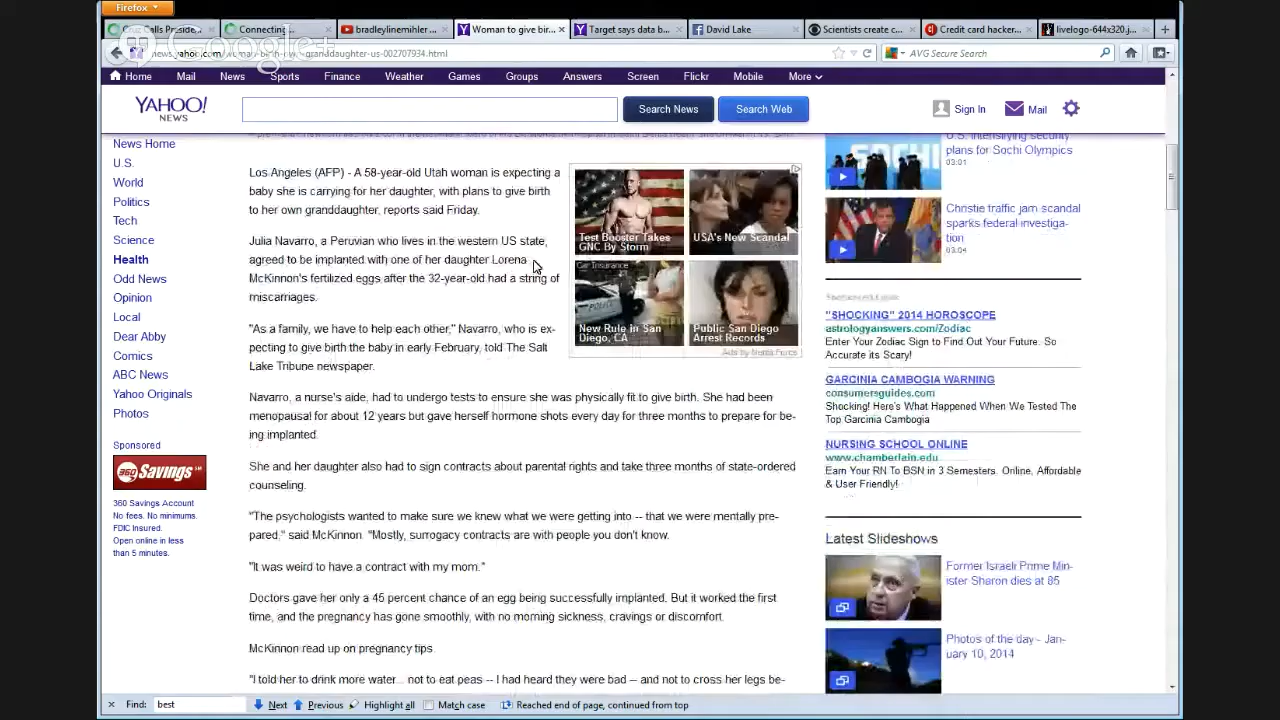 Firefox
Cruz Calls Preside...
Connecting...
bradleylinemihler ...
Woman to give bir...
Target says data b...
David Lake
Scientists create c...
Credit card hacker...
livelogo-644x320.j...
Google+
news.yahoo.com/woman-birth-own-granddaughter-us-002707934.html
AVG Secure Search
Home
Mail
News
Sports
Finance
Weather
Games
Groups
Answers
Screen
Flickr
Mobile
More
YAHOO!
NEWS
Search News
Search Web
Sign In
Mail
News Home
U.S.
World
Politics
Tech
Science
Health
Odd News
Opinion
Local
Dear Abby
Comics
ABC News
Yahoo Originals
Photos
Sponsored
360 Savings
360 Savings Account
No fees. No minimums.
FDIC Insured.
Open online in less
than 5 minutes.
Los Angeles (AFP) - A 58-year-old Utah woman is expecting a
baby she is carrying for her daughter, with plans to give birth
to her own granddaughter, reports said Friday.
Julia Navarro, a Peruvian who lives in the western US state,
agreed to be implanted with one of her daughter Lorena
McKinnon's fertilized eggs after the 32-year-old had a string of
miscarriages.
"As a family, we have to help each other," Navarro, who is ex-
pecting to give birth the baby in early February, told The Salt
Lake Tribune newspaper.
Navarro, a nurse's aide, had to undergo tests to ensure she was physically fit to give birth. She had been
menopausal for about 12 years but gave herself hormone shots every day for three months to prepare for be-
ing implanted.
She and her daughter also had to sign contracts about parental rights and take three months of state-ordered
counseling.
"The psychologists wanted to make sure we knew what we were getting into -- that we were mentally pre-
pared," said McKinnon. "Mostly, surrogacy contracts are with people you don't know.
"It was weird to have a contract with my mom."
Doctors gave her only a 45 percent chance of an egg being successfully implanted. But it worked the first
time, and the pregnancy has gone smoothly, with no morning sickness, cravings or discomfort.
McKinnon read up on pregnancy tips.
"I told her to drink more water... not to eat peas -- I had heard they were bad -- and not to cross her legs be-
Test Booster Takes
GNC By Storm
USA's New Scandal
Car Insurance
New Rule in San
Diego, CA
Public San Diego
Arrest Records
U.S. intensifying security
plans for Sochi Olympics
03:01
SOCHI
Christie traffic jam scandal
sparks federal investiga-
tion
03:04
"SHOCKING" 2014 HOROSCOPE
astrologyanswers.com/Zodiac
Enter Your Zodiac Sign to Find Out Your Future. So
Accurate its Scary!
GARCINIA CAMBOGIA WARNING
consumersguides.com
Shocking! Here's What Happened When We Tested The
Top Garcinia Cambogia
NURSING SCHOOL ONLINE
www.chamberlain.edu
Earn Your RN To BSN in 3 Semesters. Online, Affordable
& User Friendly!
Latest Slideshows
Former Israeli Prime Min-
ister Sharon dies at 85
Photos of the day - Jan-
uary 10, 2014
Find:
best
Next
Previous
Highlight all
Match case
Reached end of page, continued from top